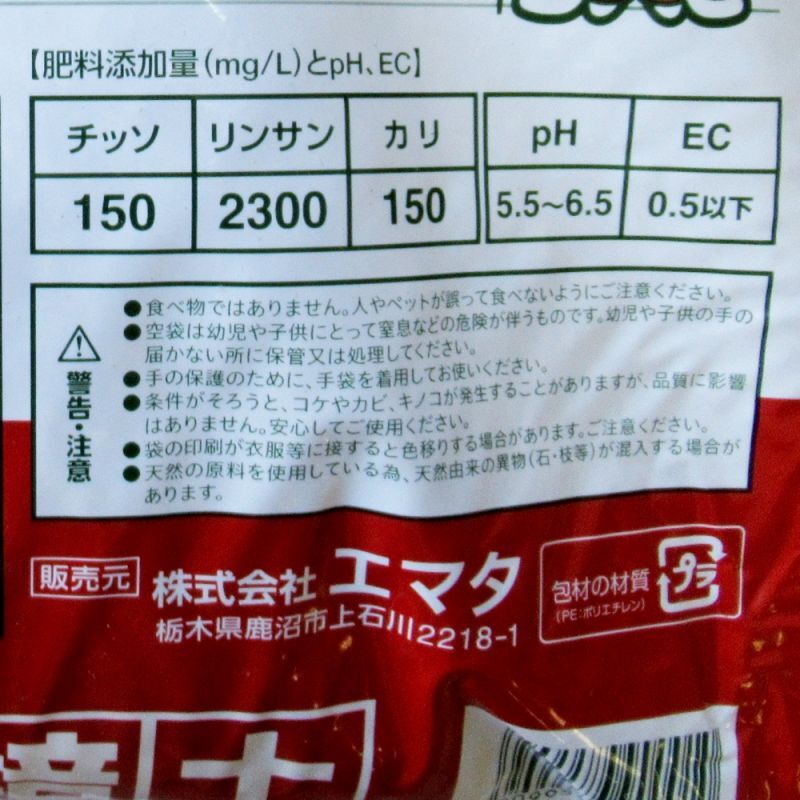 【肥料添加量(mg/L)とpH、EC】
チッソ リンサン カリ pH EC
150 2300 150 5.5～6.5 0.5以下
警告・注意
●食べ物ではありません。人やペットが誤って食べないようにご注意ください。
●空袋は幼児や子供にとって窒息などの危険が伴うものです。幼児や子供の手の
届かない所に保管又は処理してください。
●手の保護のために、手袋を着用してお使いください。
●条件がそろうと、コケやカビ、キノコが発生することがありますが、品質に影響
はありません。安心してご使用ください。
●袋の印刷が衣服等に接すると色移りする場合があります。ご注意ください。
●天然の原料を使用している為、天然由来の異物(石・枝等)が混入する場合が
あります。
販売元 株式会社 エマタ
栃木県鹿沼市上石川2218-1
包材の材質
(PE:ポリエチレン)
プラ